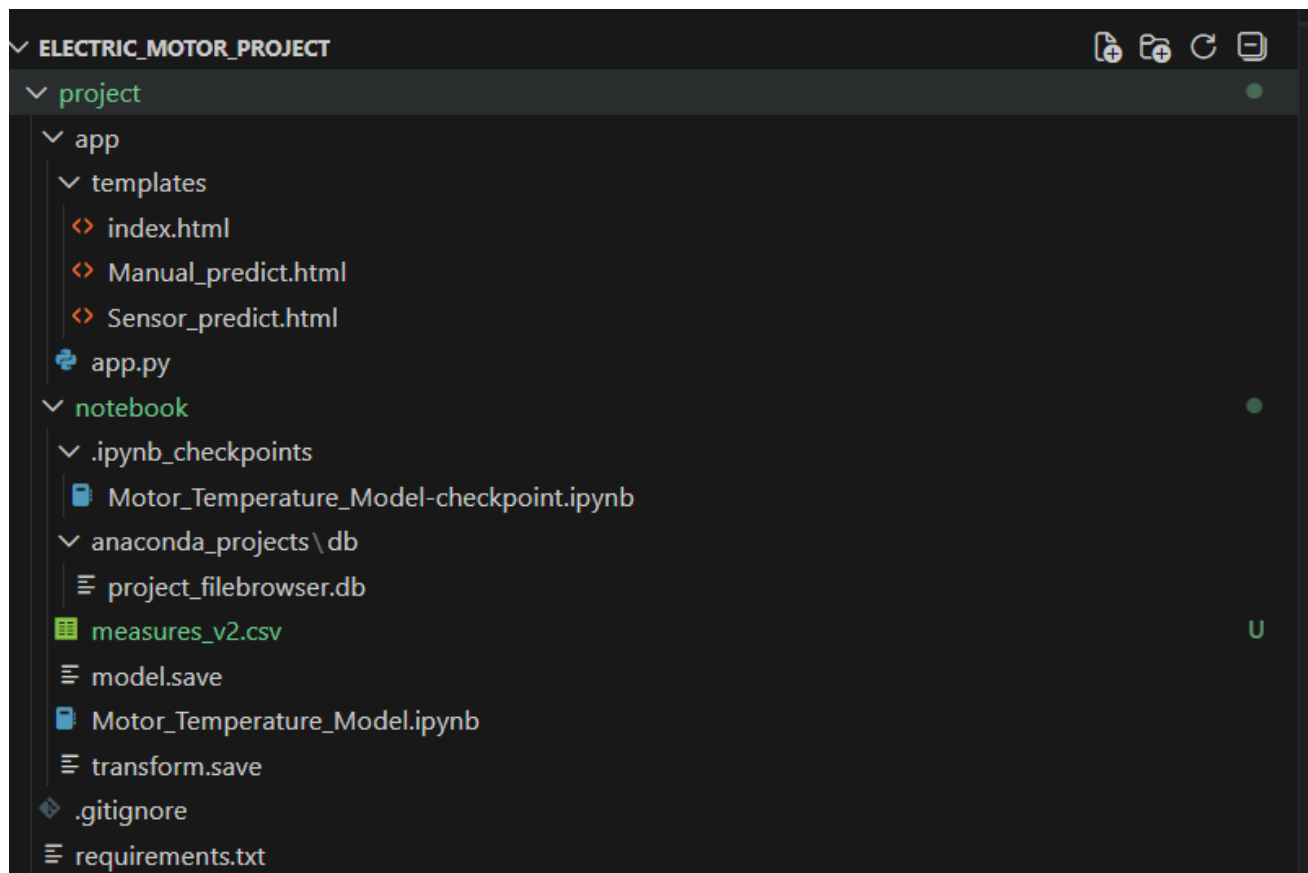 ELECTRIC_MOTOR_PROJECT
project
app
templates
index.html
Manual_predict.html
Sensor_predict.html
app.py
notebook
.ipynb_checkpoints
Motor_Temperature_Model-checkpoint.ipynb
anaconda_projects\db
project_filebrowser.db
measures_v2.csv U
model.save
Motor_Temperature_Model.ipynb
transform.save
.gitignore
requirements.txt